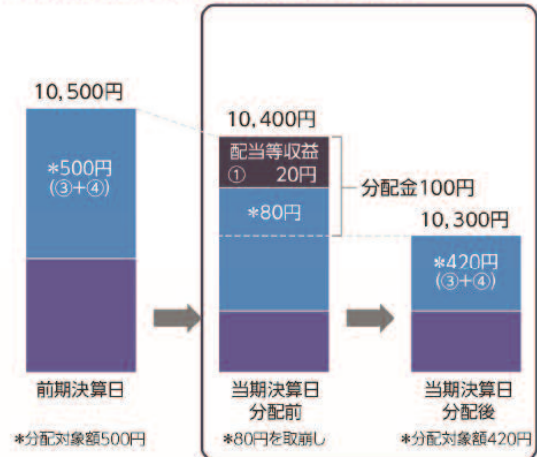 10,500円
*500円
(③+④)
前期決算日
*分配対象額500円
10,400円
配当等収益
① 20円
*80円
分配金100円
当期決算日
分配前
*80円を取崩し
10,300円
*420円
(③+④)
当期決算日
分配後
*分配対象額420円